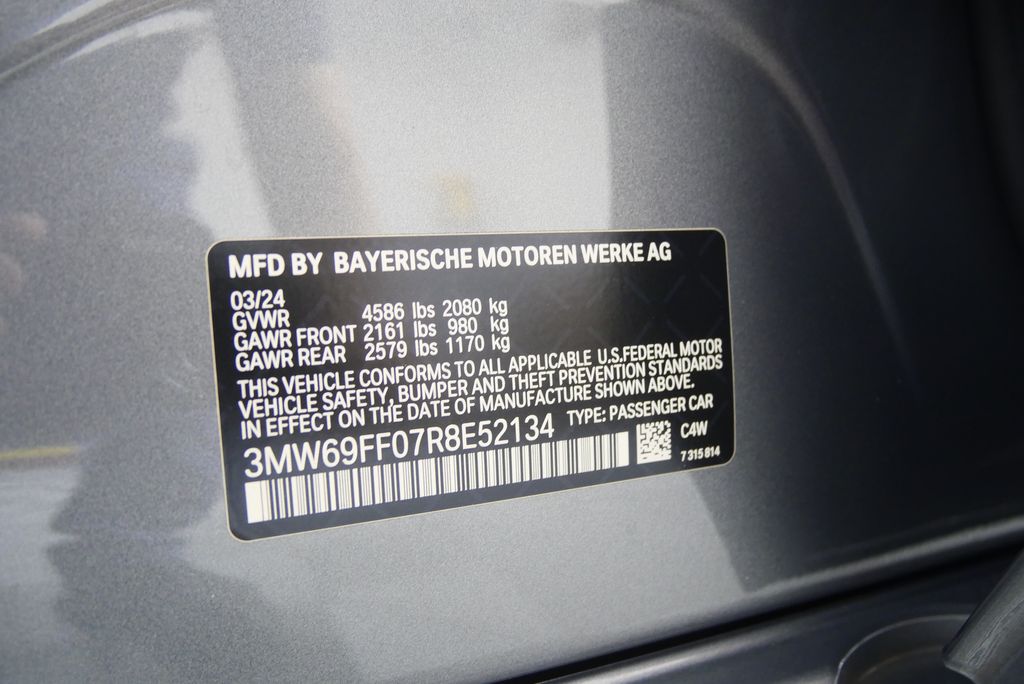 MFD BY BAYERISCHE MOTOREN WERKE AG
03/24
GVWR 4586 lbs 2080 kg
GAWR FRONT 2161 lbs 980 kg
GAWR REAR 2579 lbs 1170 kg
THIS VEHICLE CONFORMS TO ALL APPLICABLE U.S.FEDERAL MOTOR
VEHICLE SAFETY, BUMPER AND THEFT PREVENTION STANDARDS
IN EFFECT ON THE DATE OF MANUFACTURE SHOWN ABOVE.
3MW69FF07R8E52134 TYPE: PASSENGER CAR
C4W
7 315 814